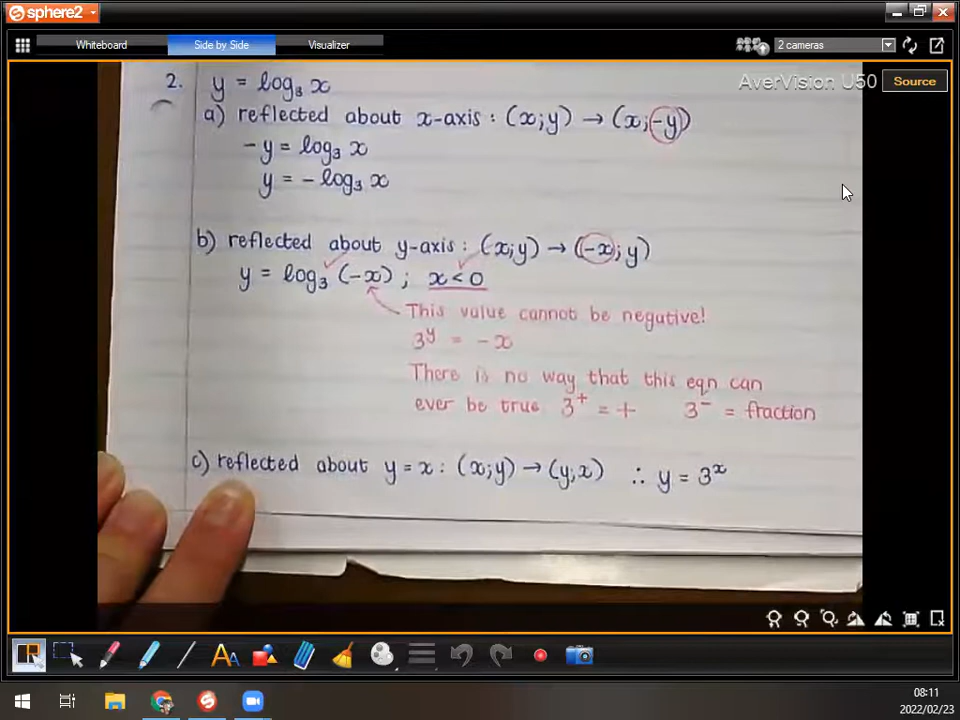 sphere2
Whiteboard
Side by Side
Visualizer
2 cameras
AverVision U50
Source
2. y = log₃ x
a) reflected about x-axis : (x;y) → (x;-y)
-y = log₃ x
y = - log₃ x
b) reflected about y-axis : (x;y) → (-x;y)
y = log₃ (-x) ; x < 0
This value cannot be negative!
3^y = -x
There is no way that this eqn can
ever be true 3⁺ = + 3⁻ = fraction
c) reflected about y = x : (x;y) → (y;x) ∴ y = 3^x
08:11
2022/02/23